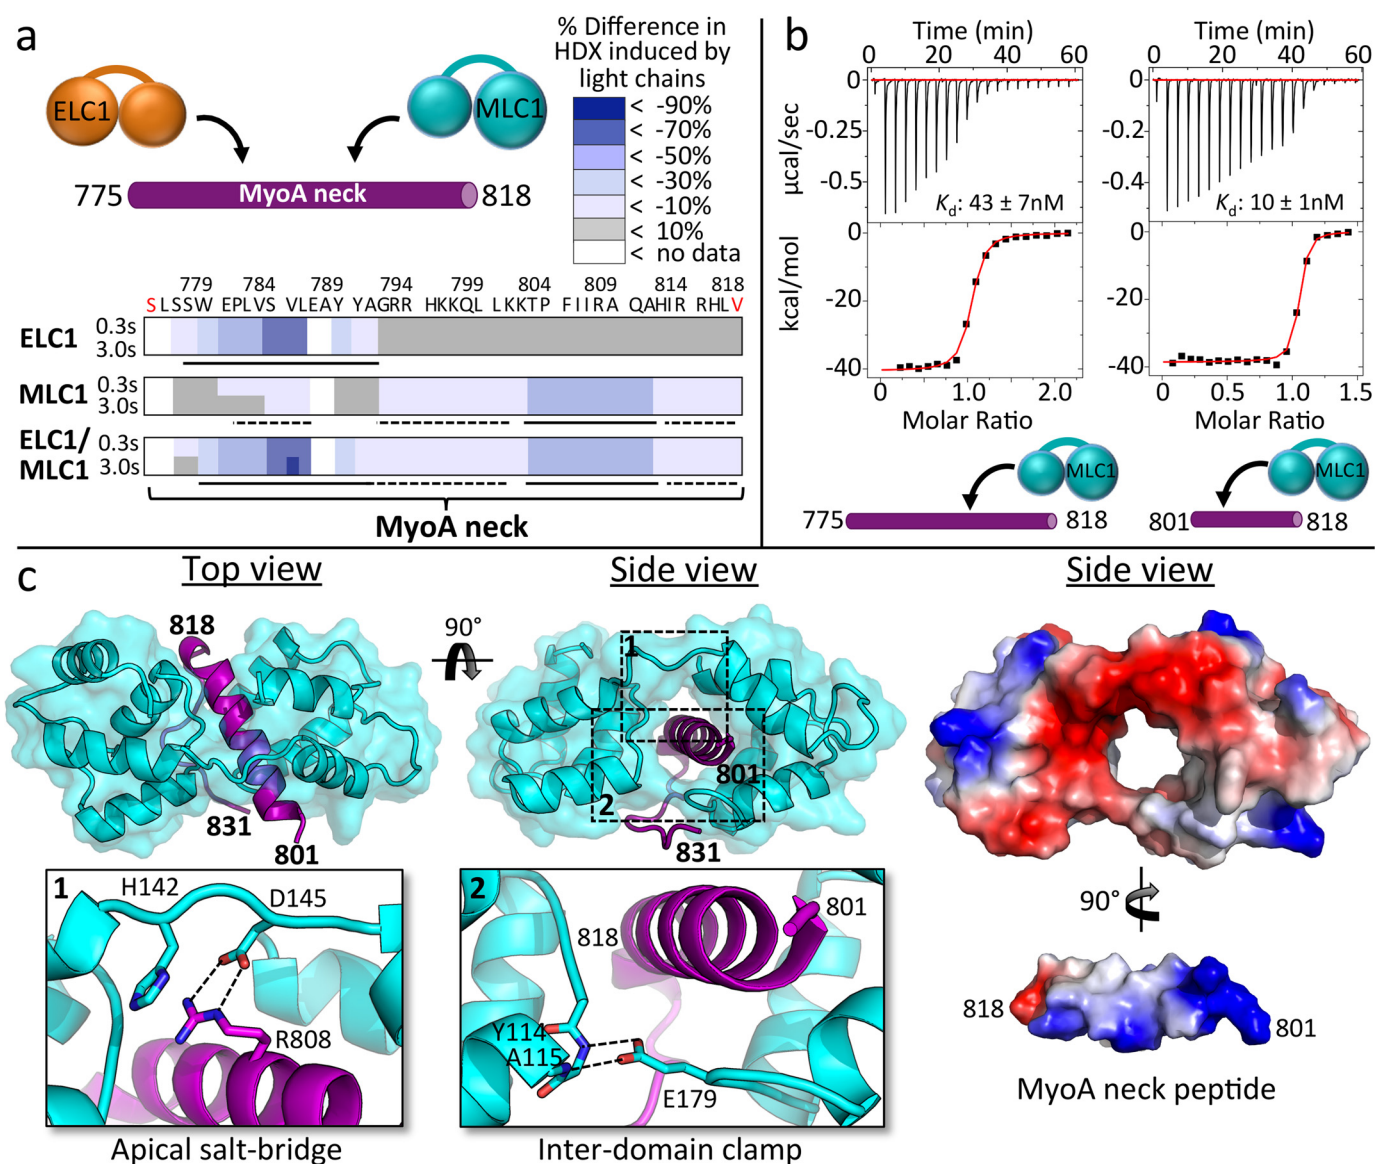 a
ELC1
MLC1
775
MyoA neck
818
% Difference in
HDX induced by
light chains
< -90%
< -70%
< -50%
< -30%
< -10%
< 10%
< no data
779 784 789 794 799 804 809 814 818
SLSSW EPLVS VLEAY YAGRR HKKQL LKKTP FIIRA QAHIR RHLV
ELC1
0.3s
3.0s
MLC1
0.3s
3.0s
ELC1/
MLC1
0.3s
3.0s
MyoA neck
b
Time (min)
0 20 40 60
0
-0.25
-0.5
µcal/sec
Kd: 43 ± 7nM
0
-20
-40
kcal/mol
0 1.0 2.0
Molar Ratio
MLC1
775
818
Time (min)
0 20 40 60
0
-0.2
-0.4
Kd: 10 ± 1nM
0
-20
-40
0 0.5 1.0 1.5
Molar Ratio
MLC1
801
818
c
Top view
818
831
801
90°
Side view
1
2
801
831
Side view
90°
818
801
MyoA neck peptide
1
H142
D145
R808
Apical salt-bridge
2
801
818
Y114
A115
E179
Inter-domain clamp